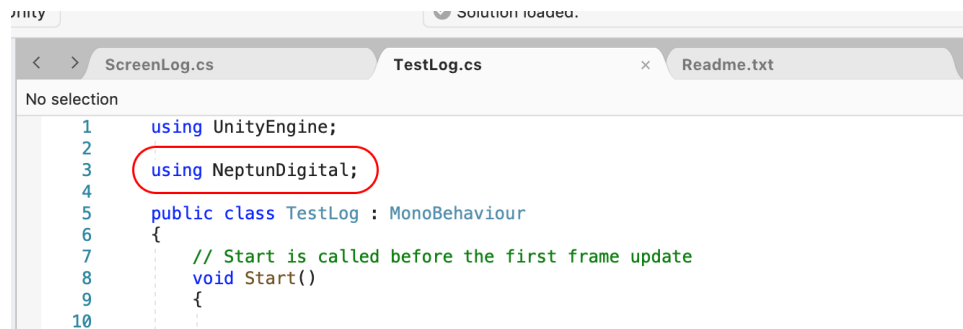 Solution loaded.
ScreenLog.cs
TestLog.cs
×
Readme.txt
No selection
1 using UnityEngine;
2
3 using NeptunDigital;
4
5 public class TestLog : MonoBehaviour
6 {
7 // Start is called before the first frame update
8 void Start()
9 {
10